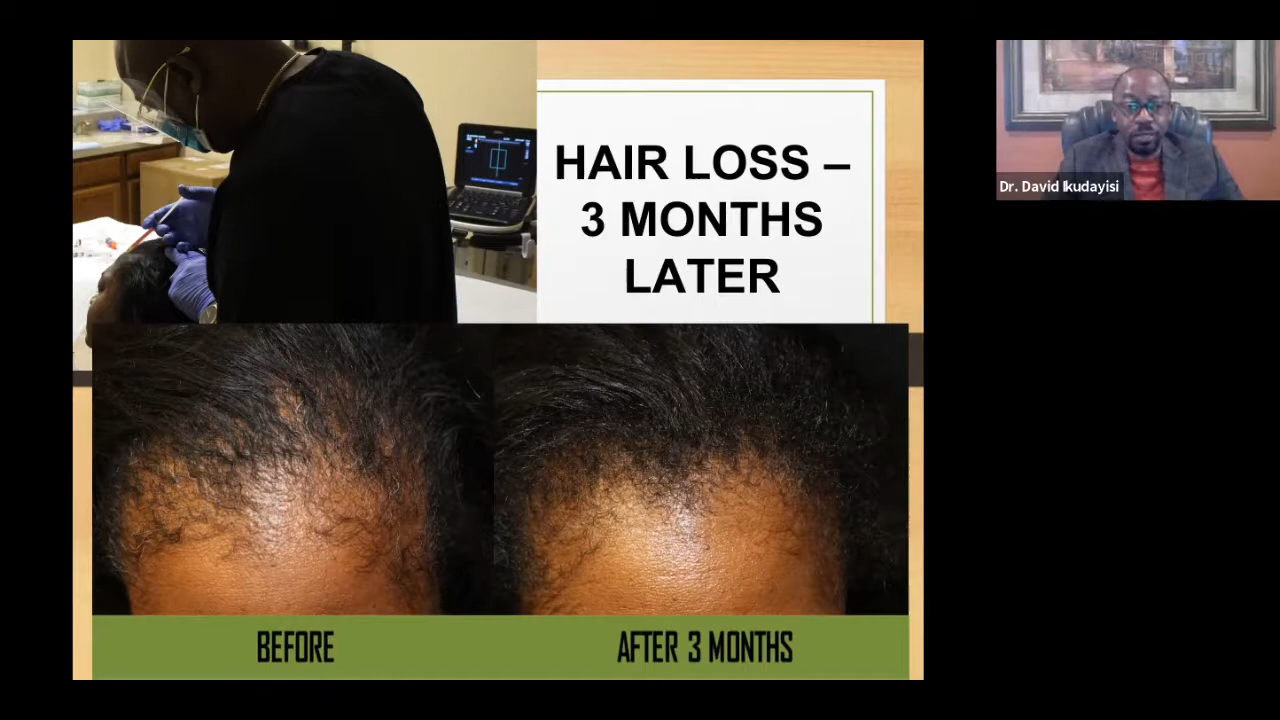 HAIR LOSS –
3 MONTHS
LATER
Dr. David Ikudayisi
BEFORE
AFTER 3 MONTHS